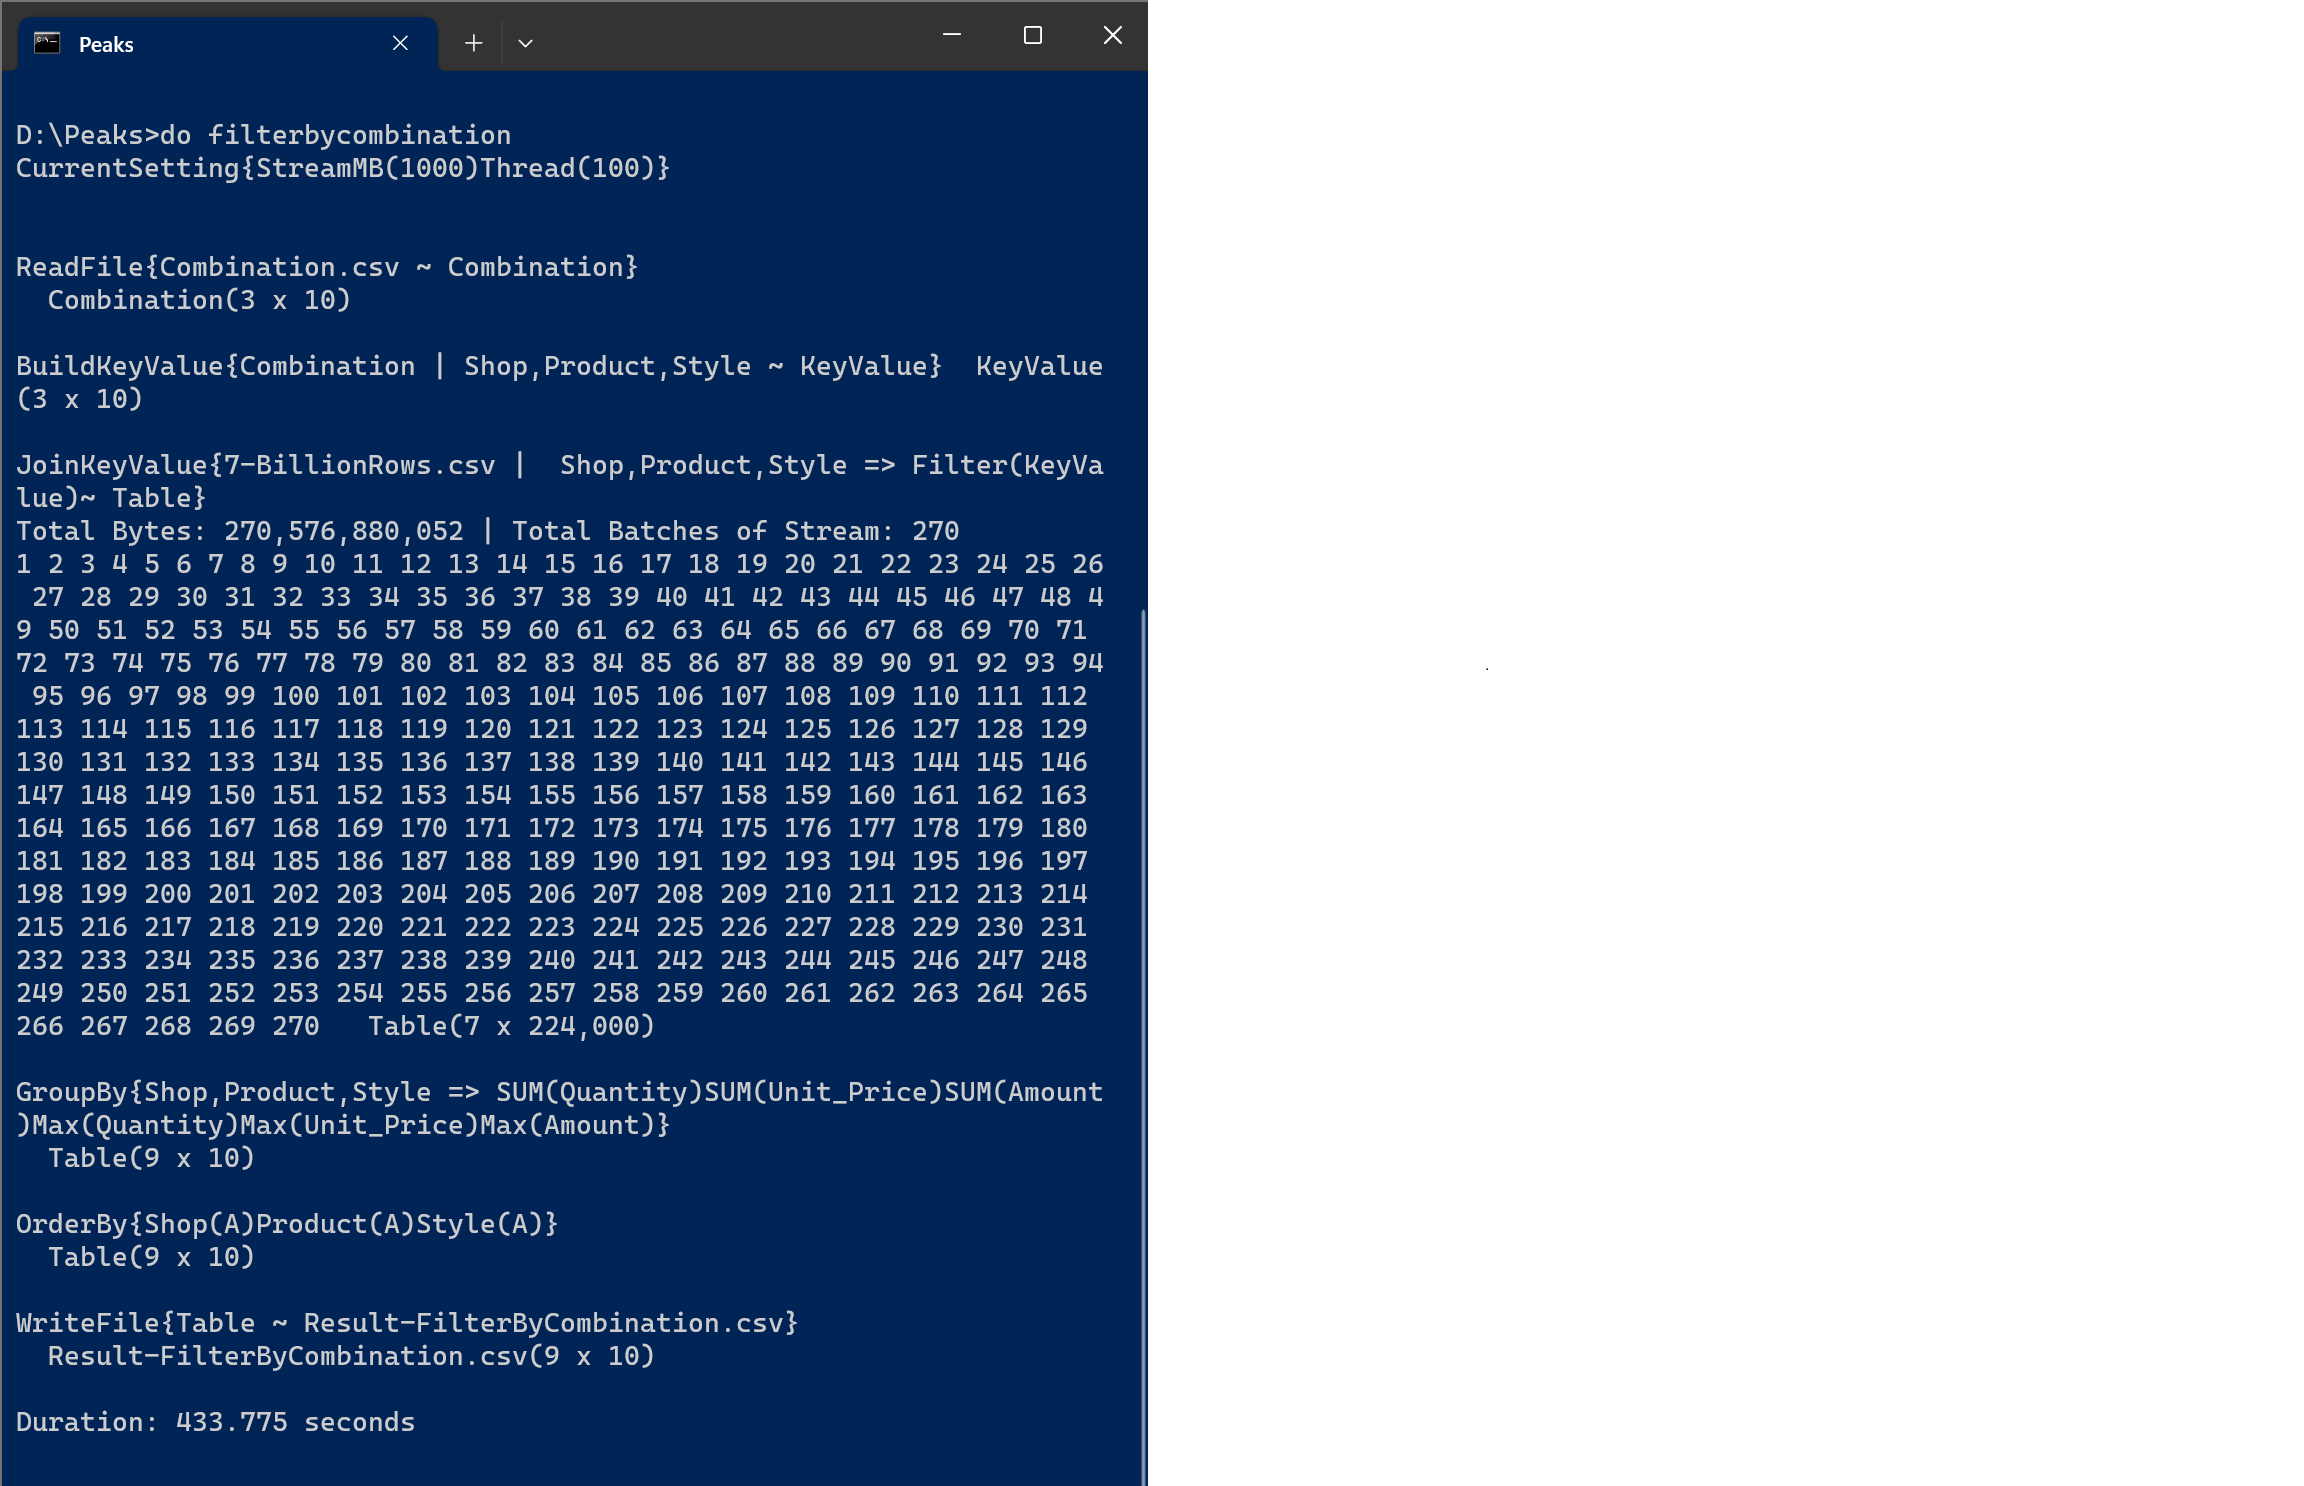 Peaks
D:\Peaks>do filterbycombination
CurrentSetting{StreamMB(1000)Thread(100)}
ReadFile{Combination.csv ~ Combination}
  Combination(3 x 10)
BuildKeyValue{Combination | Shop,Product,Style ~ KeyValue}  KeyValue
(3 x 10)
JoinKeyValue{7-BillionRows.csv |  Shop,Product,Style => Filter(KeyVa
lue)~ Table}
Total Bytes: 270,576,880,052 | Total Batches of Stream: 270
1 2 3 4 5 6 7 8 9 10 11 12 13 14 15 16 17 18 19 20 21 22 23 24 25 26
 27 28 29 30 31 32 33 34 35 36 37 38 39 40 41 42 43 44 45 46 47 48 4
9 50 51 52 53 54 55 56 57 58 59 60 61 62 63 64 65 66 67 68 69 70 71
72 73 74 75 76 77 78 79 80 81 82 83 84 85 86 87 88 89 90 91 92 93 94
 95 96 97 98 99 100 101 102 103 104 105 106 107 108 109 110 111 112
113 114 115 116 117 118 119 120 121 122 123 124 125 126 127 128 129
130 131 132 133 134 135 136 137 138 139 140 141 142 143 144 145 146
147 148 149 150 151 152 153 154 155 156 157 158 159 160 161 162 163
164 165 166 167 168 169 170 171 172 173 174 175 176 177 178 179 180
181 182 183 184 185 186 187 188 189 190 191 192 193 194 195 196 197
198 199 200 201 202 203 204 205 206 207 208 209 210 211 212 213 214
215 216 217 218 219 220 221 222 223 224 225 226 227 228 229 230 231
232 233 234 235 236 237 238 239 240 241 242 243 244 245 246 247 248
249 250 251 252 253 254 255 256 257 258 259 260 261 262 263 264 265
266 267 268 269 270   Table(7 x 224,000)
GroupBy{Shop,Product,Style => SUM(Quantity)SUM(Unit_Price)SUM(Amount
)Max(Quantity)Max(Unit_Price)Max(Amount)}
  Table(9 x 10)
OrderBy{Shop(A)Product(A)Style(A)}
  Table(9 x 10)
WriteFile{Table ~ Result-FilterByCombination.csv}
  Result-FilterByCombination.csv(9 x 10)
Duration: 433.775 seconds